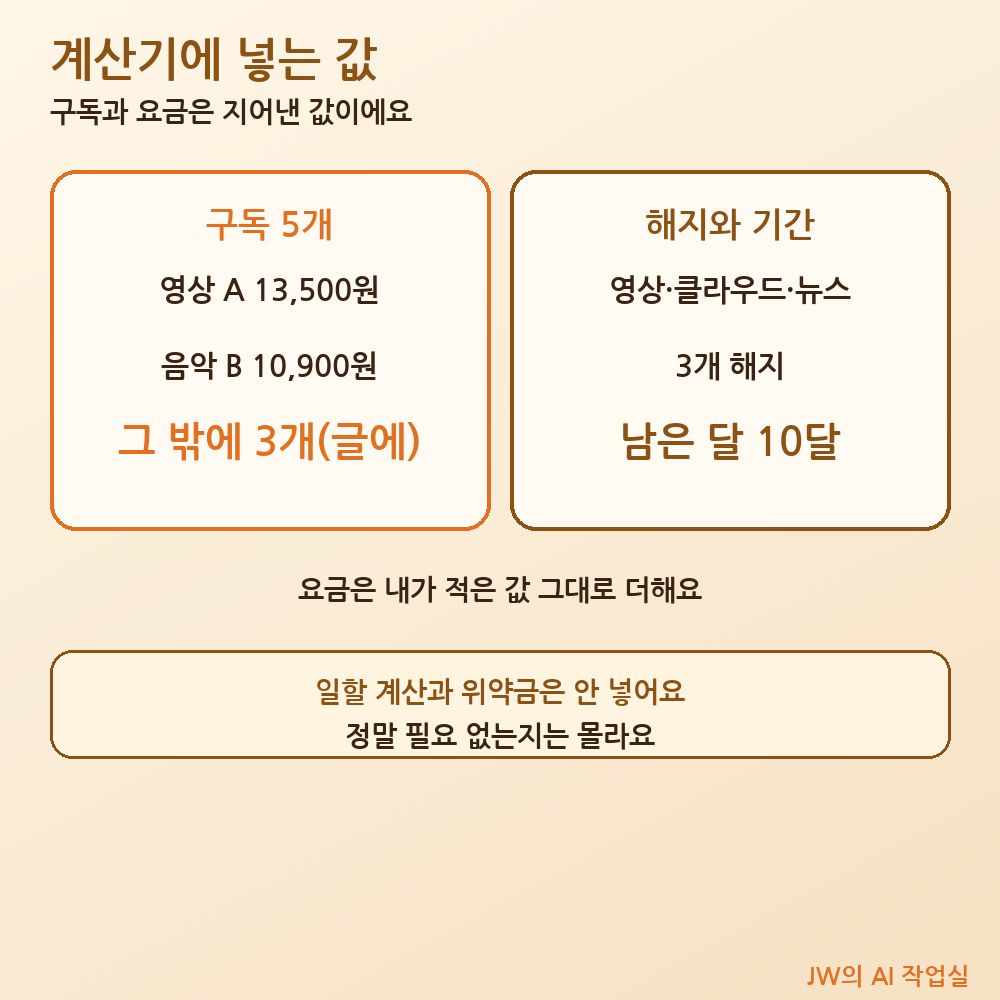 계산기에 넣는 값
구독과 요금은 지어낸 값이에요
구독 5개
영상 A 13,500원
음악 B 10,900원
그 밖에 3개(글에)
해지와 기간
영상·클라우드·뉴스
3개 해지
남은 달 10달
요금은 내가 적은 값 그대로 더해요
일할 계산과 위약금은 안 넣어요
정말 필요 없는지는 몰라요
JW의 AI 작업실